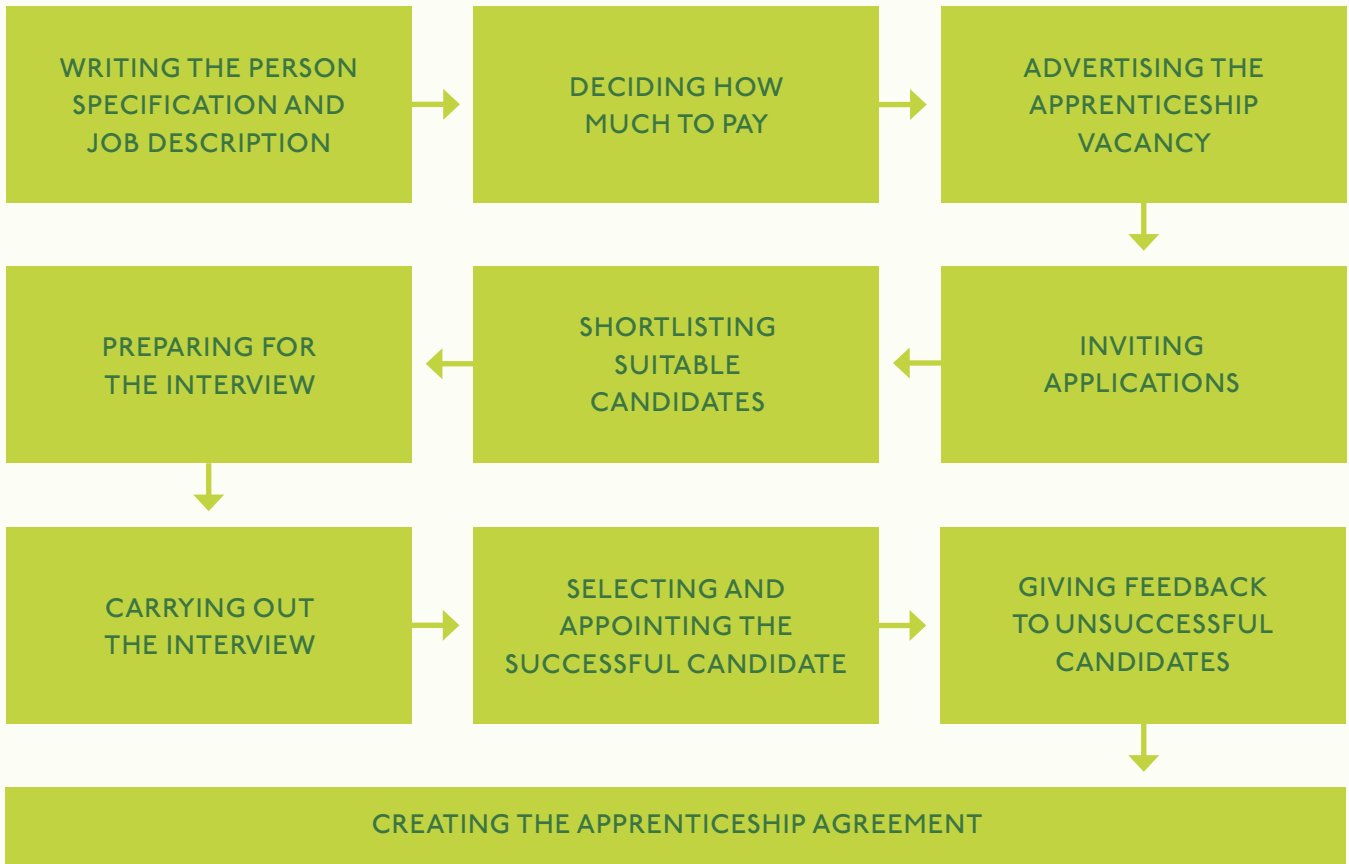 WRITING THE PERSON
SPECIFICATION AND
JOB DESCRIPTION
DECIDING HOW
MUCH TO PAY
ADVERTISING THE
APPRENTICESHIP
VACANCY
INVITING
APPLICATIONS
SHORTLISTING
SUITABLE
CANDIDATES
PREPARING FOR
THE INTERVIEW
CARRYING OUT
THE INTERVIEW
SELECTING AND
APPOINTING THE
SUCCESSFUL CANDIDATE
GIVING FEEDBACK
TO UNSUCCESSFUL
CANDIDATES
CREATING THE APPRENTICESHIP AGREEMENT